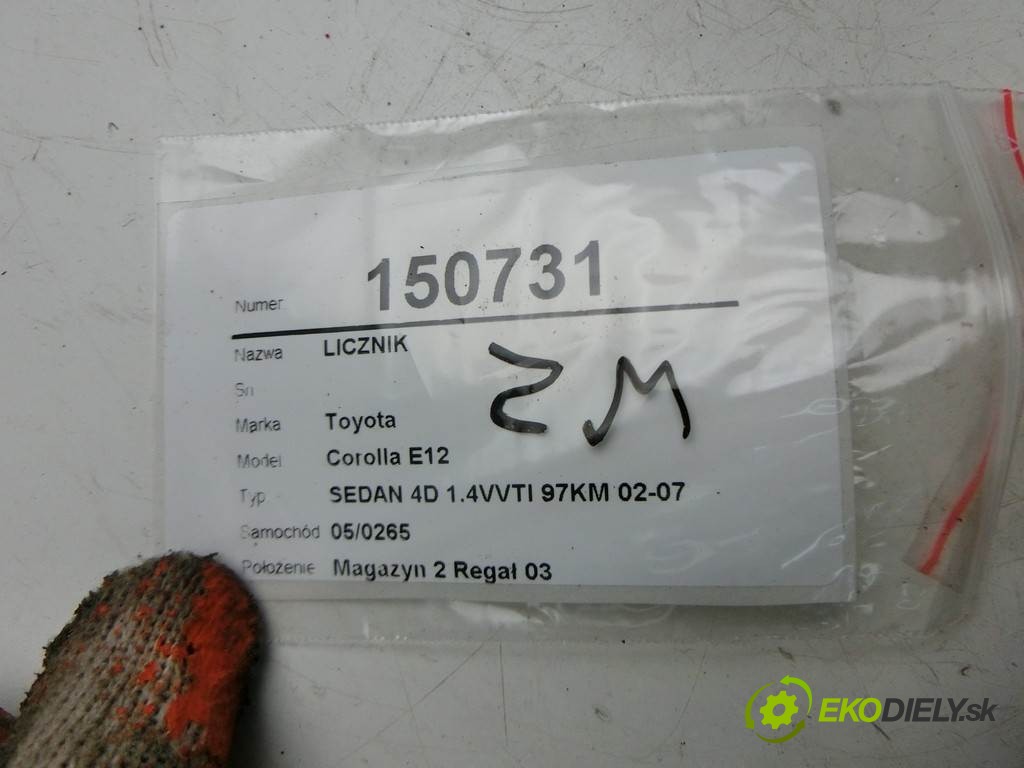 Numer 150731
Nazwa LICZNIK
Sn
Marka Toyota
Model Corolla E12
Typ SEDAN 4D 1.4VVTI 97KM 02-07
Samochód 05/0265
Położenie Magazyn 2 Regał 03
ZM
EKODIELY.sk